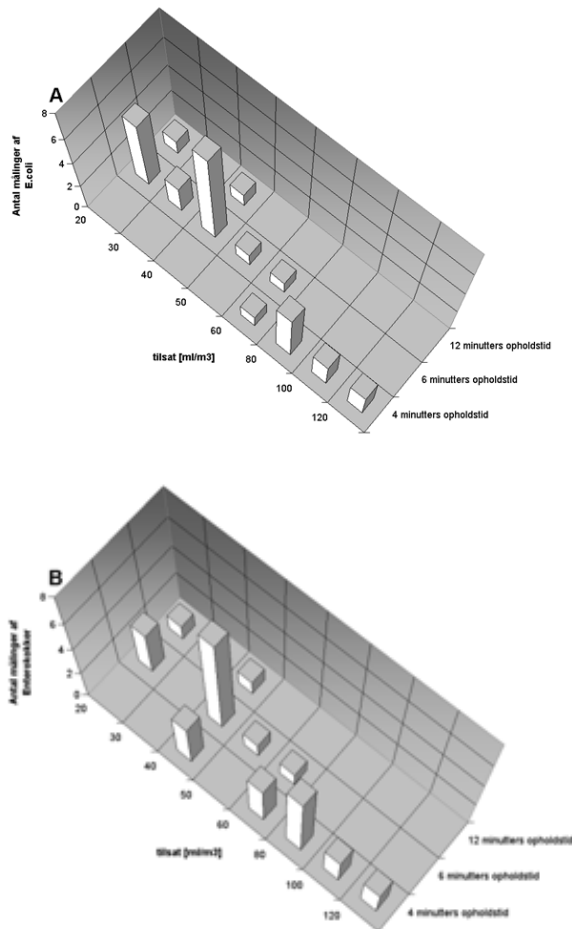 A
Antal målinger af
E.coli
8
6
4
2
0
20
30
40
50
60
80
100
120
tilsat [ml/m3]
12 minutters opholdstid
6 minutters opholdstid
4 minutters opholdstid
B
Antal målinger af
Enterokokker
8
6
4
2
0
20
30
40
50
60
80
100
120
tilsat [ml/m3]
12 minutters opholdstid
6 minutters opholdstid
4 minutters opholdstid